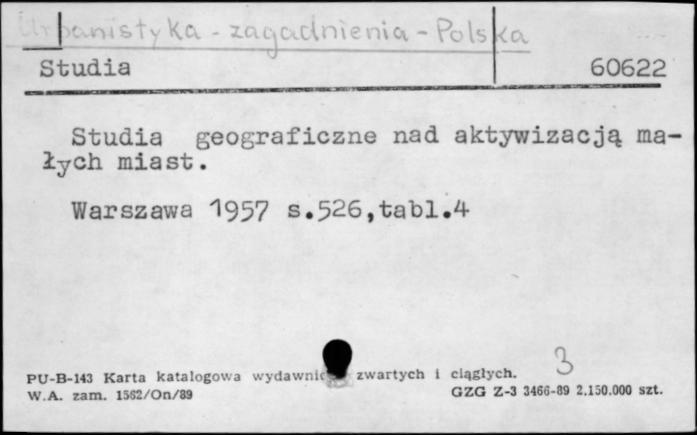 Urbanistyka - zagadnienia - Polska
Studia 60622
Studia geograficzne nad aktywizacją ma-
łych miast.
Warszawa 1957 s.526,tabl.4
3
PU-B-143 Karta katalogowa zwartych i ciągłych.
W.A. zam. 1562/On/89 GZG Z-3 3466-89 2.150.000 szt.